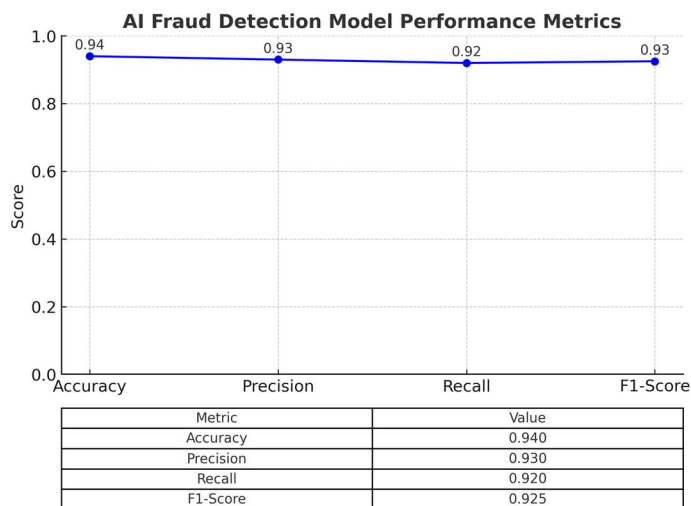 AI Fraud Detection Model Performance Metrics
1.0
0.94
0.93
0.92
0.93
0.8
0.6
0.4
0.2
0.0
Score
Accuracy Precision Recall F1-Score
Metric Value
Accuracy 0.940
Precision 0.930
Recall 0.920
F1-Score 0.925